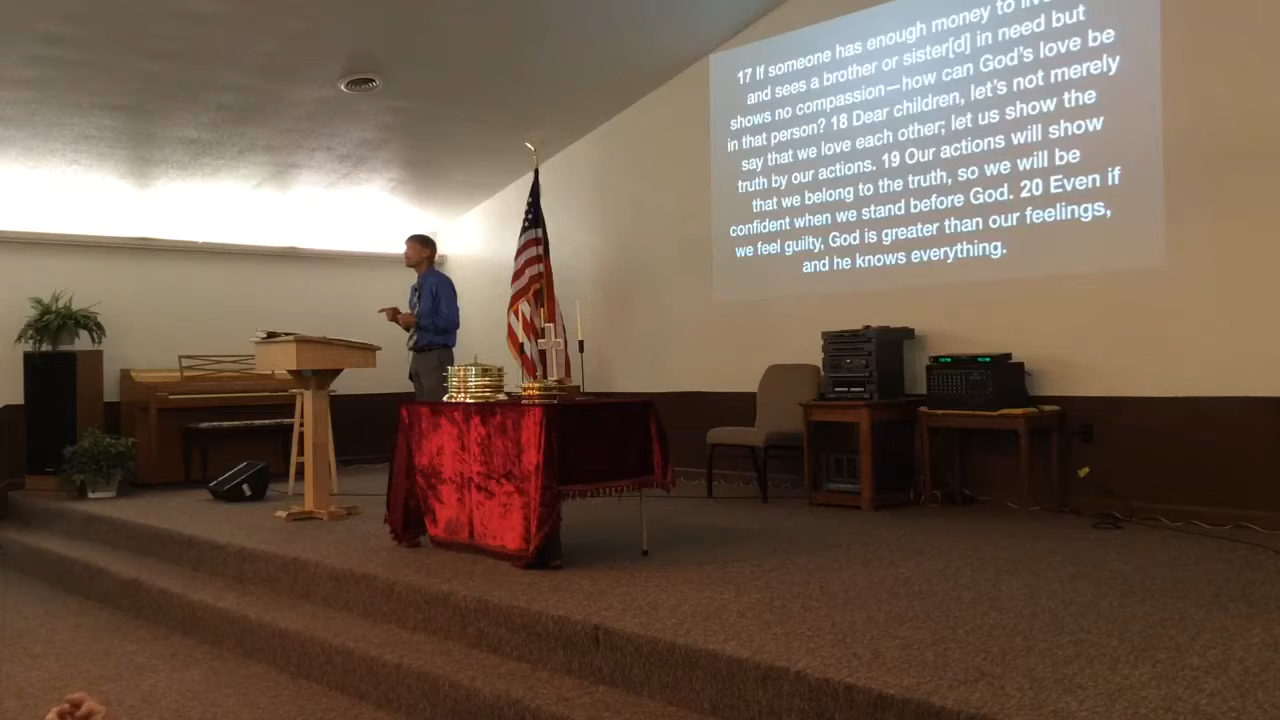 17 If someone has enough money to live
and sees a brother or sister[d] in need but
shows no compassion—how can God's love be
in that person? 18 Dear children, let's not merely
say that we love each other; let us show the
truth by our actions. 19 Our actions will show
that we belong to the truth, so we will be
confident when we stand before God. 20 Even if
we feel guilty, God is greater than our feelings,
and he knows everything.